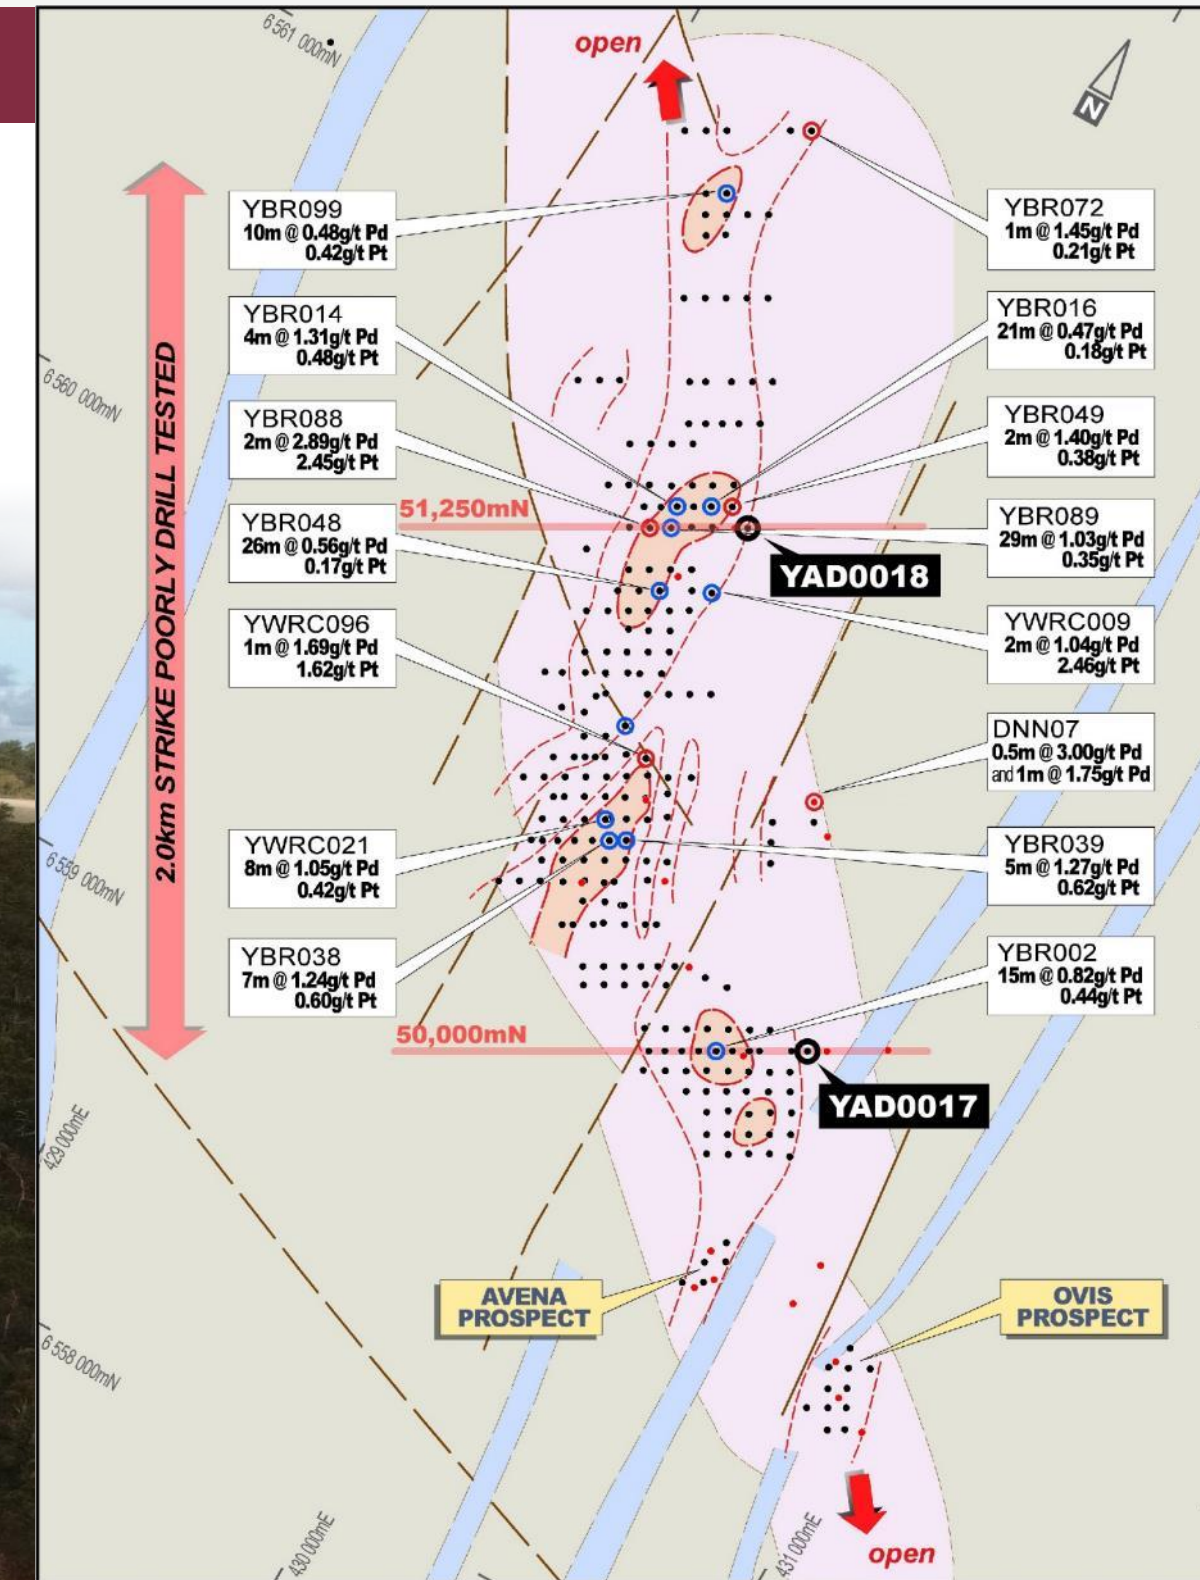 6 561 000mN
open
N
YBR099
10m @ 0.48g/t Pd
0.42g/t Pt
YBR072
1m @ 1.45g/t Pd
0.21g/t Pt
YBR014
4m @ 1.31g/t Pd
0.48g/t Pt
YBR016
21m @ 0.47g/t Pd
0.18g/t Pt
2.0km STRIKE POORLY DRILL TESTED
6 560 000mN
YBR088
2m @ 2.89g/t Pd
2.45g/t Pt
YBR049
2m @ 1.40g/t Pd
0.38g/t Pt
51,250mN
YBR048
26m @ 0.56g/t Pd
0.17g/t Pt
YBR089
29m @ 1.03g/t Pd
0.35g/t Pt
YAD0018
YWRC096
1m @ 1.69g/t Pd
1.62g/t Pt
YWRC009
2m @ 1.04g/t Pd
2.46g/t Pt
DNN07
0.5m @ 3.00g/t Pd
and 1m @ 1.75g/t Pd
6 559 000mN
YWRC021
8m @ 1.05g/t Pd
0.42g/t Pt
YBR039
5m @ 1.27g/t Pd
0.62g/t Pt
YBR038
7m @ 1.24g/t Pd
0.60g/t Pt
YBR002
15m @ 0.82g/t Pd
0.44g/t Pt
50,000mN
YAD0017
429 000mE
AVENA
PROSPECT
OVIS
PROSPECT
6 558 000mN
430 000mE
431 000mE
open